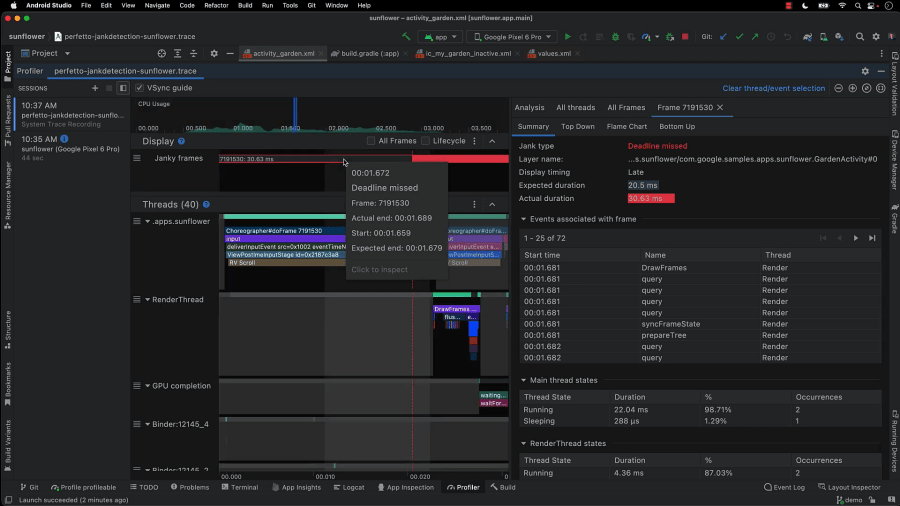 Android Studio File Edit View Navigate Code Refactor Build Run Tools Git Window Help
sunflower – activity_garden.xml [sunflower.app.main]
sunflower perfetto-jankdetection-sunflower.trace app Google Pixel 6 Pro Git:
Project activity_garden.xml build.gradle (:app) ic_my_garden_inactive.xml values.xml
Profiler perfetto-jankdetection-sunflower.trace
SESSIONS VSync guide Clear thread/event selection
10:37 AM
perfetto-jankdetection-sunflo...
System Trace Recording
10:35 AM
sunflower (Google Pixel 6 Pro)
44 sec
CPU Usage
00.000 00.500 01.000 01.500 02.000 02.500 03.000 03.500
Display All Frames Lifecycle
Janky frames 7191530: 30.63 ms
00:01.672
Deadline missed
Frame: 7191530
Actual end: 00:01.689
Start: 00:01.659
Expected end: 00:01.679
Click to inspect
Threads (40)
.apps.sunflower
Choreographer#doFrame 7191530
input
deliverInputEvent src=0x1002 eventTimeN
ViewPostImeInputStage id=0x2187c3a8
RV Scroll
RenderThread
DrawFrames ...
flus... e...
GPU completion
waiting...
waitFor...
Binder:12145_4
Binder:12145_2
00.000 00.010 00.020
Analysis All threads All Frames Frame 7191530
Summary Top Down Flame Chart Bottom Up
Jank type Deadline missed
Layer name: ...s.sunflower/com.google.samples.apps.sunflower.GardenActivity#0
Display timing Late
Expected duration 20.5 ms
Actual duration 30.63 ms
Events associated with frame
1 - 25 of 72
Start time Name Thread
00:01.681 DrawFrames Render
00:01.681 query Render
00:01.681 query Render
00:01.681 query Render
00:01.681 query Render
00:01.681 syncFrameState Render
00:01.681 prepareTree Render
00:01.682 query Render
00:01.682 query Render
Main thread states
Thread State Duration % Occurrences
Running 22.04 ms 98.71% 2
Sleeping 288 µs 1.29% 1
RenderThread states
Thread State Duration % Occurrences
Running 4.36 ms 87.03% 2
Project
Pull Requests
Resource Manager
Structure
Bookmarks
Build Variants
Layout Validation
Gradle
Running Devices
Git Profile profileable TODO Problems Terminal App Insights Logcat App Inspection Profiler Build Event Log Layout Inspector
Launch succeeded (2 minutes ago) demo